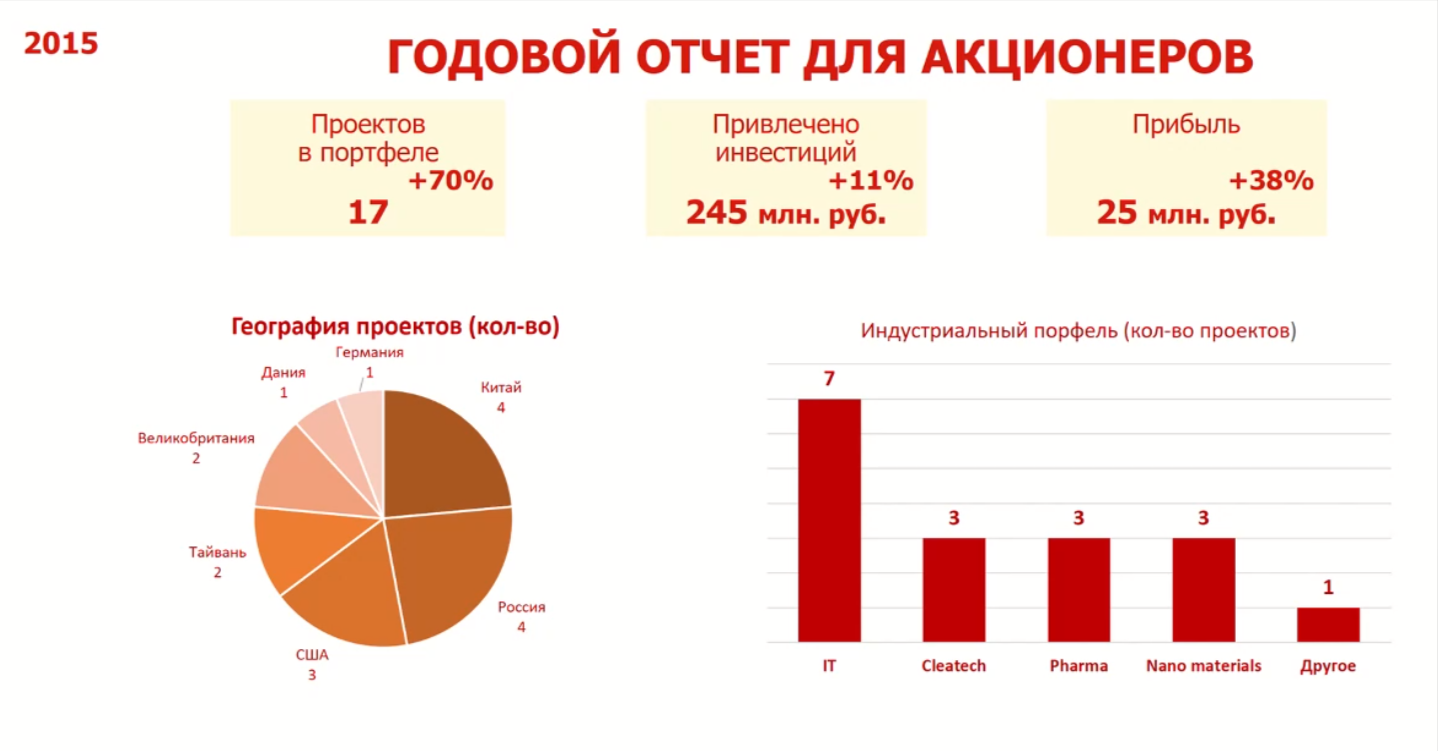 2015
ГОДОВОЙ ОТЧЕТ ДЛЯ АКЦИОНЕРОВ
Проектов
в портфеле
+70%
17
Привлечено
инвестиций
+11%
245 млн. руб.
Прибыль
+38%
25 млн. руб.
География проектов (кол-во)
Германия
1
Дания
1
Китай
4
Великобритания
2
Тайвань
2
Россия
4
США
3
Индустриальный порфель (кол-во проектов)
7
3
3
3
1
IT
Cleatech
Pharma
Nano materials
Другое